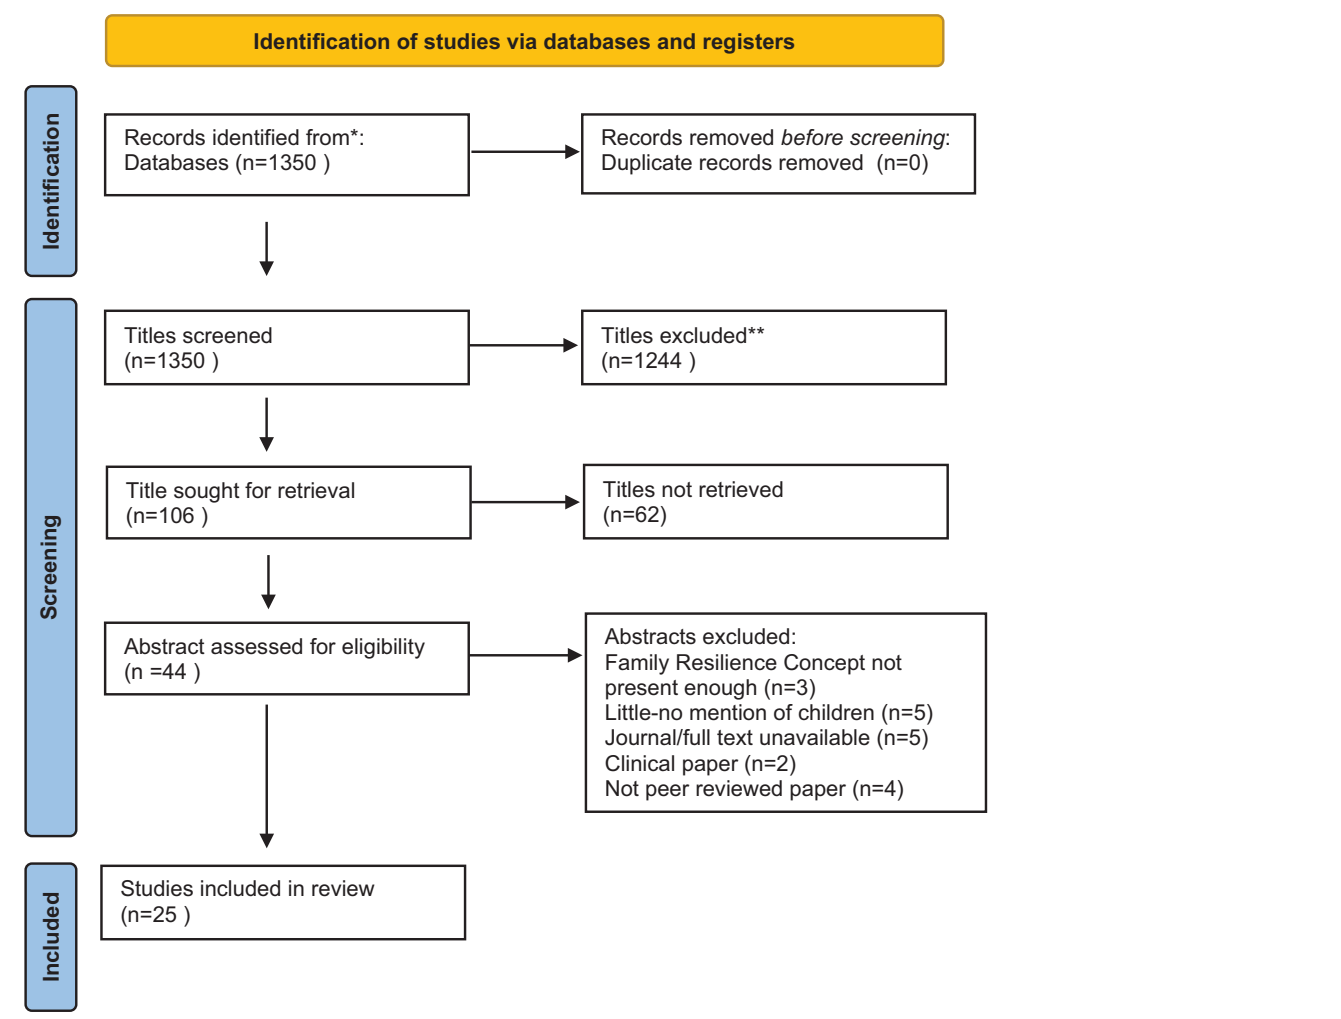 Identification of studies via databases and registers
Identification
Records identified from*:
Databases (n=1350 )
Records removed before screening:
Duplicate records removed  (n=0)
Screening
Titles screened
(n=1350 )
Titles excluded**
(n=1244 )
Title sought for retrieval
(n=106 )
Titles not retrieved
(n=62)
Abstract assessed for eligibility
(n =44 )
Abstracts excluded:
Family Resilience Concept not
present enough (n=3)
Little-no mention of children (n=5)
Journal/full text unavailable (n=5)
Clinical paper (n=2)
Not peer reviewed paper (n=4)
Included
Studies included in review
(n=25 )